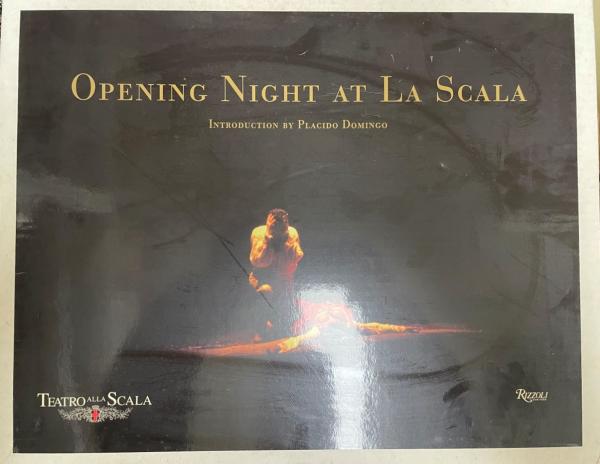 OPENING NIGHT AT LA SCALA
INTRODUCTION BY PLACIDO DOMINGO
TEATRO ALLA SCALA
RIZZOLI